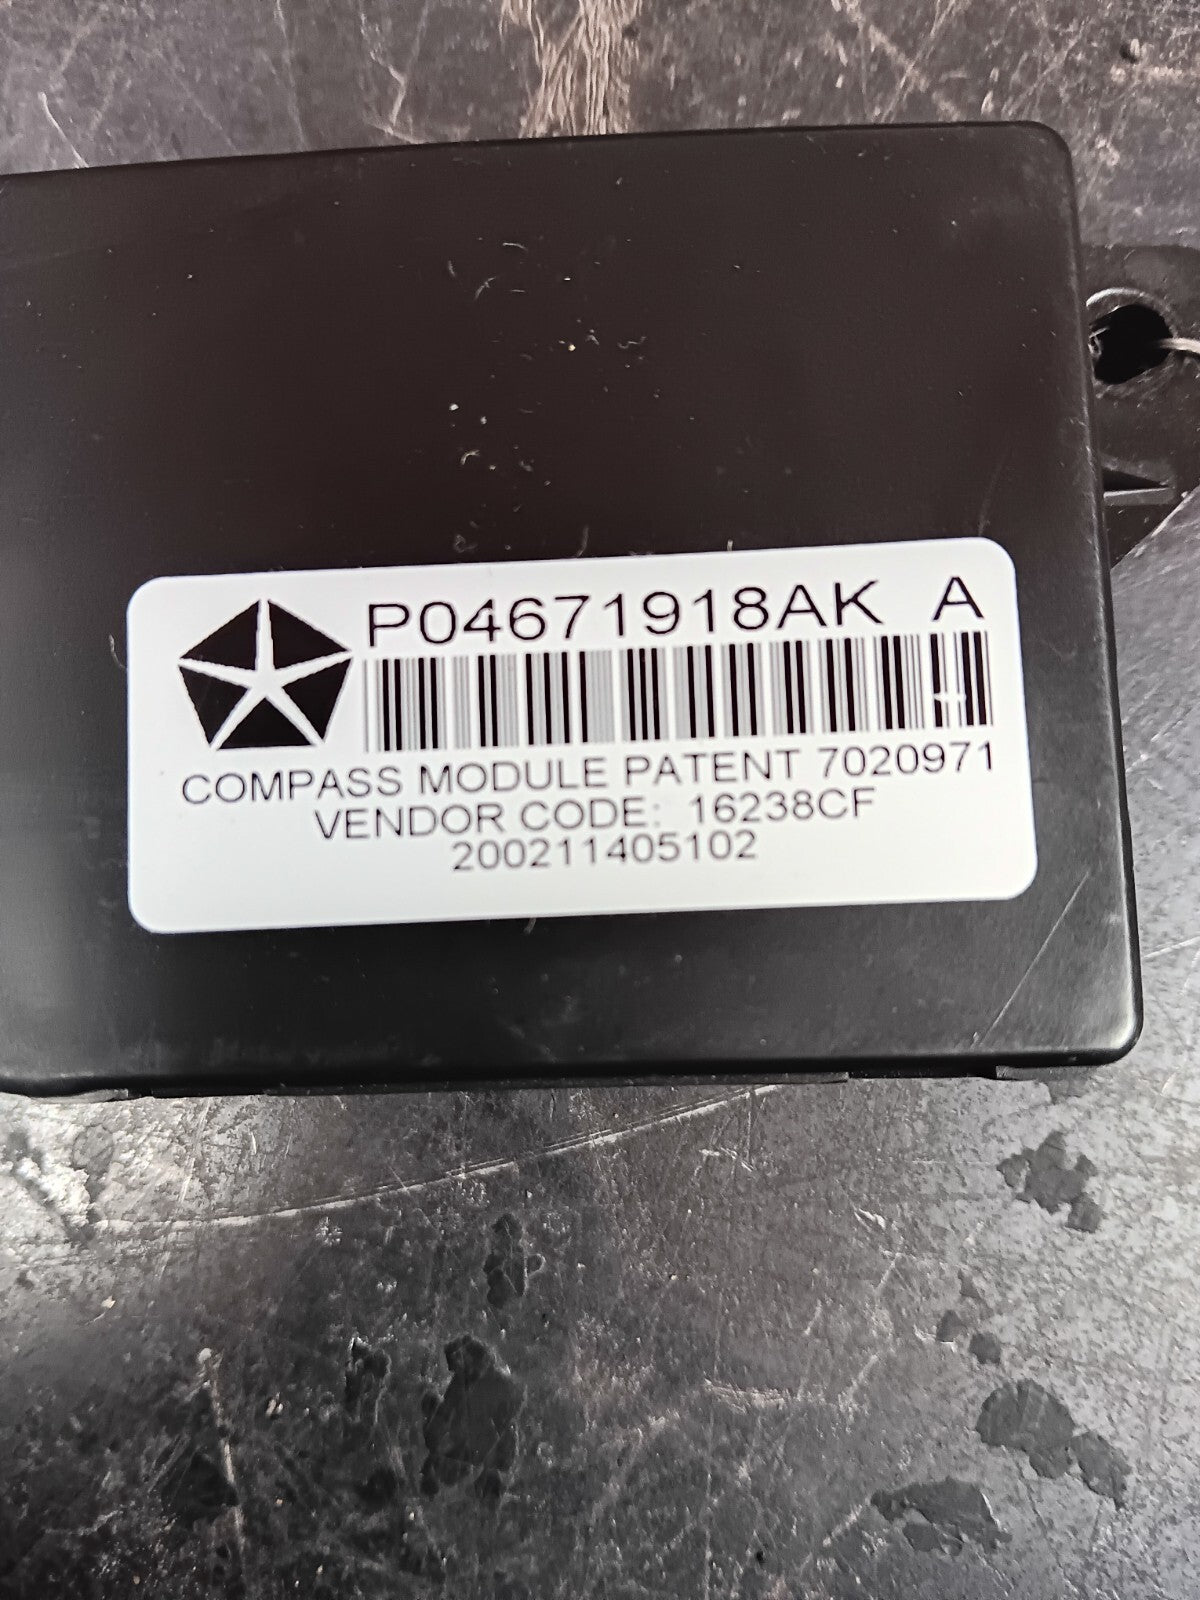 P04671918AK A
COMPASS MODULE PATENT 7020971
VENDOR CODE: 16238CF
200211405102